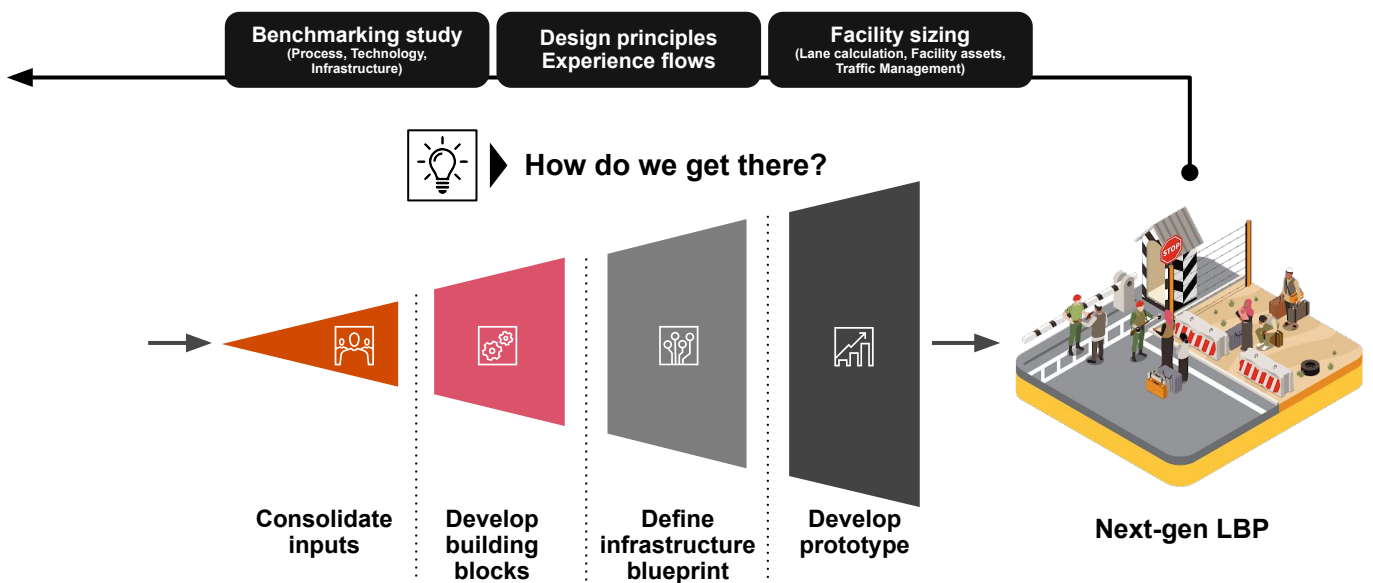 Benchmarking study
(Process, Technology,
Infrastructure)
Design principles
Experience flows
Facility sizing
(Lane calculation, Facility assets,
Traffic Management)
How do we get there?
STOP
Consolidate
inputs
Develop
building
blocks
Define
infrastructure
blueprint
Develop
prototype
Next-gen LBP